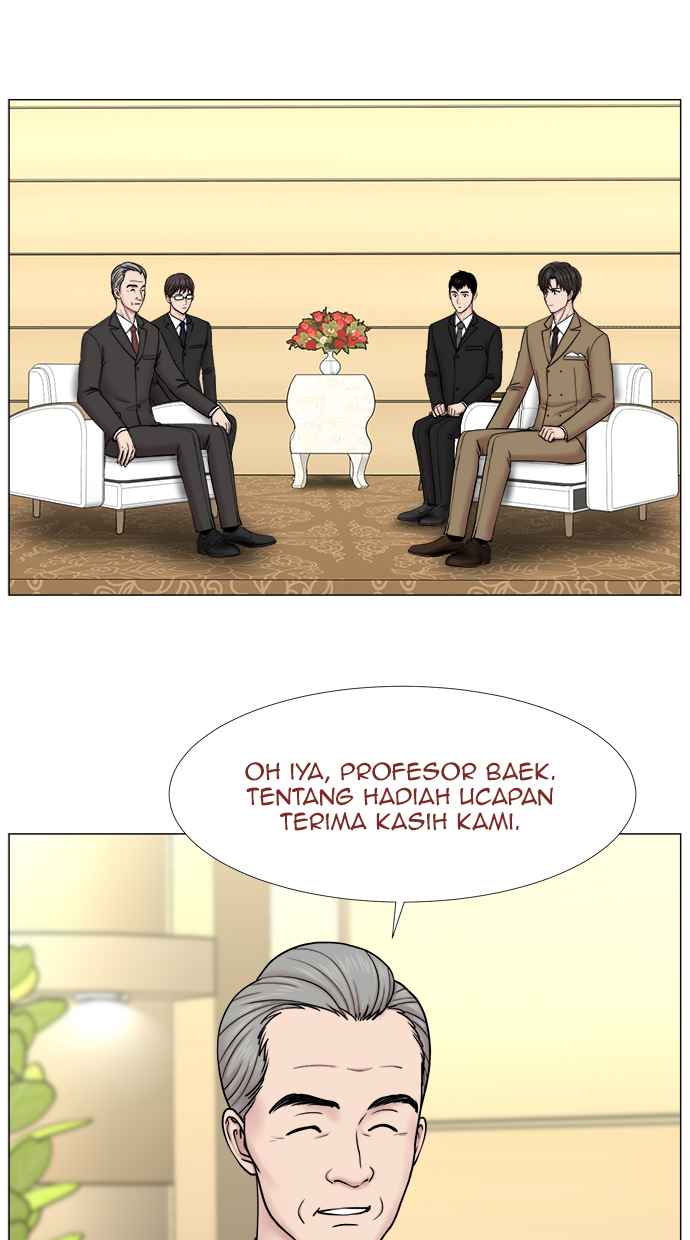 OH IYA, PROFESOR BAEK.
TENTANG HADIAH UCAPAN
TERIMA KASIH KAMI.